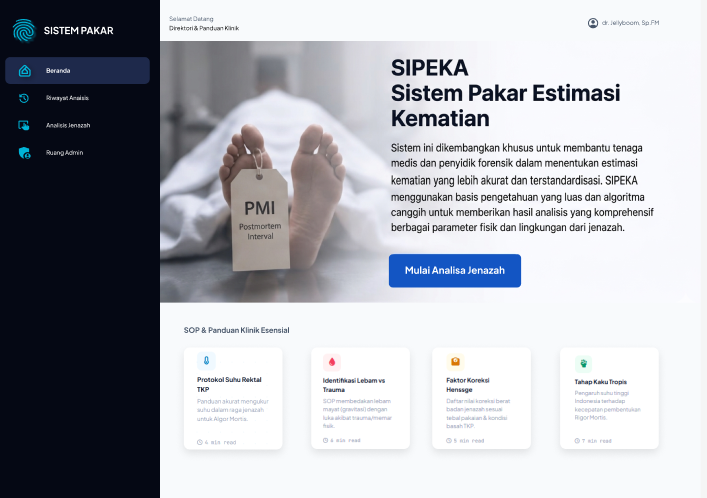 SISTEM PAKAR
Beranda
Riwayat Analsis
Analisis Jenazah
Ruang Admin
Selamat Datang
Direktori & Panduan Klinik
dr. Jellyboom, Sp.FM
SIPEKA
Sistem Pakar Estimasi
Kematian
Sistem ini dikembangkan khusus untuk membantu tenaga
medis dan penyidik forensik dalam menentukan estimasi
kematian yang lebih akurat dan terstandardisasi. SIPEKA
menggunakan basis pengetahuan yang luas dan algoritma
canggih untuk memberikan hasil analisis yang komprehensif
berbagai parameter fisik dan lingkungan dari jenazah.
Mulai Analisa Jenazah
PMI
Postmortem
Interval
SOP & Panduan Klinik Esensial
Protokol Suhu Rektal
TKP
Panduan akurat mengukur
suhu dalam raga jenazah
untuk Algor Mortis.
4 min read
Identifikasi Lebam vs
Trauma
SOP membedakan lebam
mayat (gravitasi) dengan
luka akibat trauma/memar
fisik.
6 min read
Faktor Koreksi
Henssge
Daftar nilai koreksi berat
badan jenazah sesuai
tebal pakaian & kondisi
basah TKP.
5 min read
Tahap Kaku Tropis
Pengaruh suhu tinggi
Indonesia terhadap
kecepatan pembentukan
Rigor Mortis.
7 min read